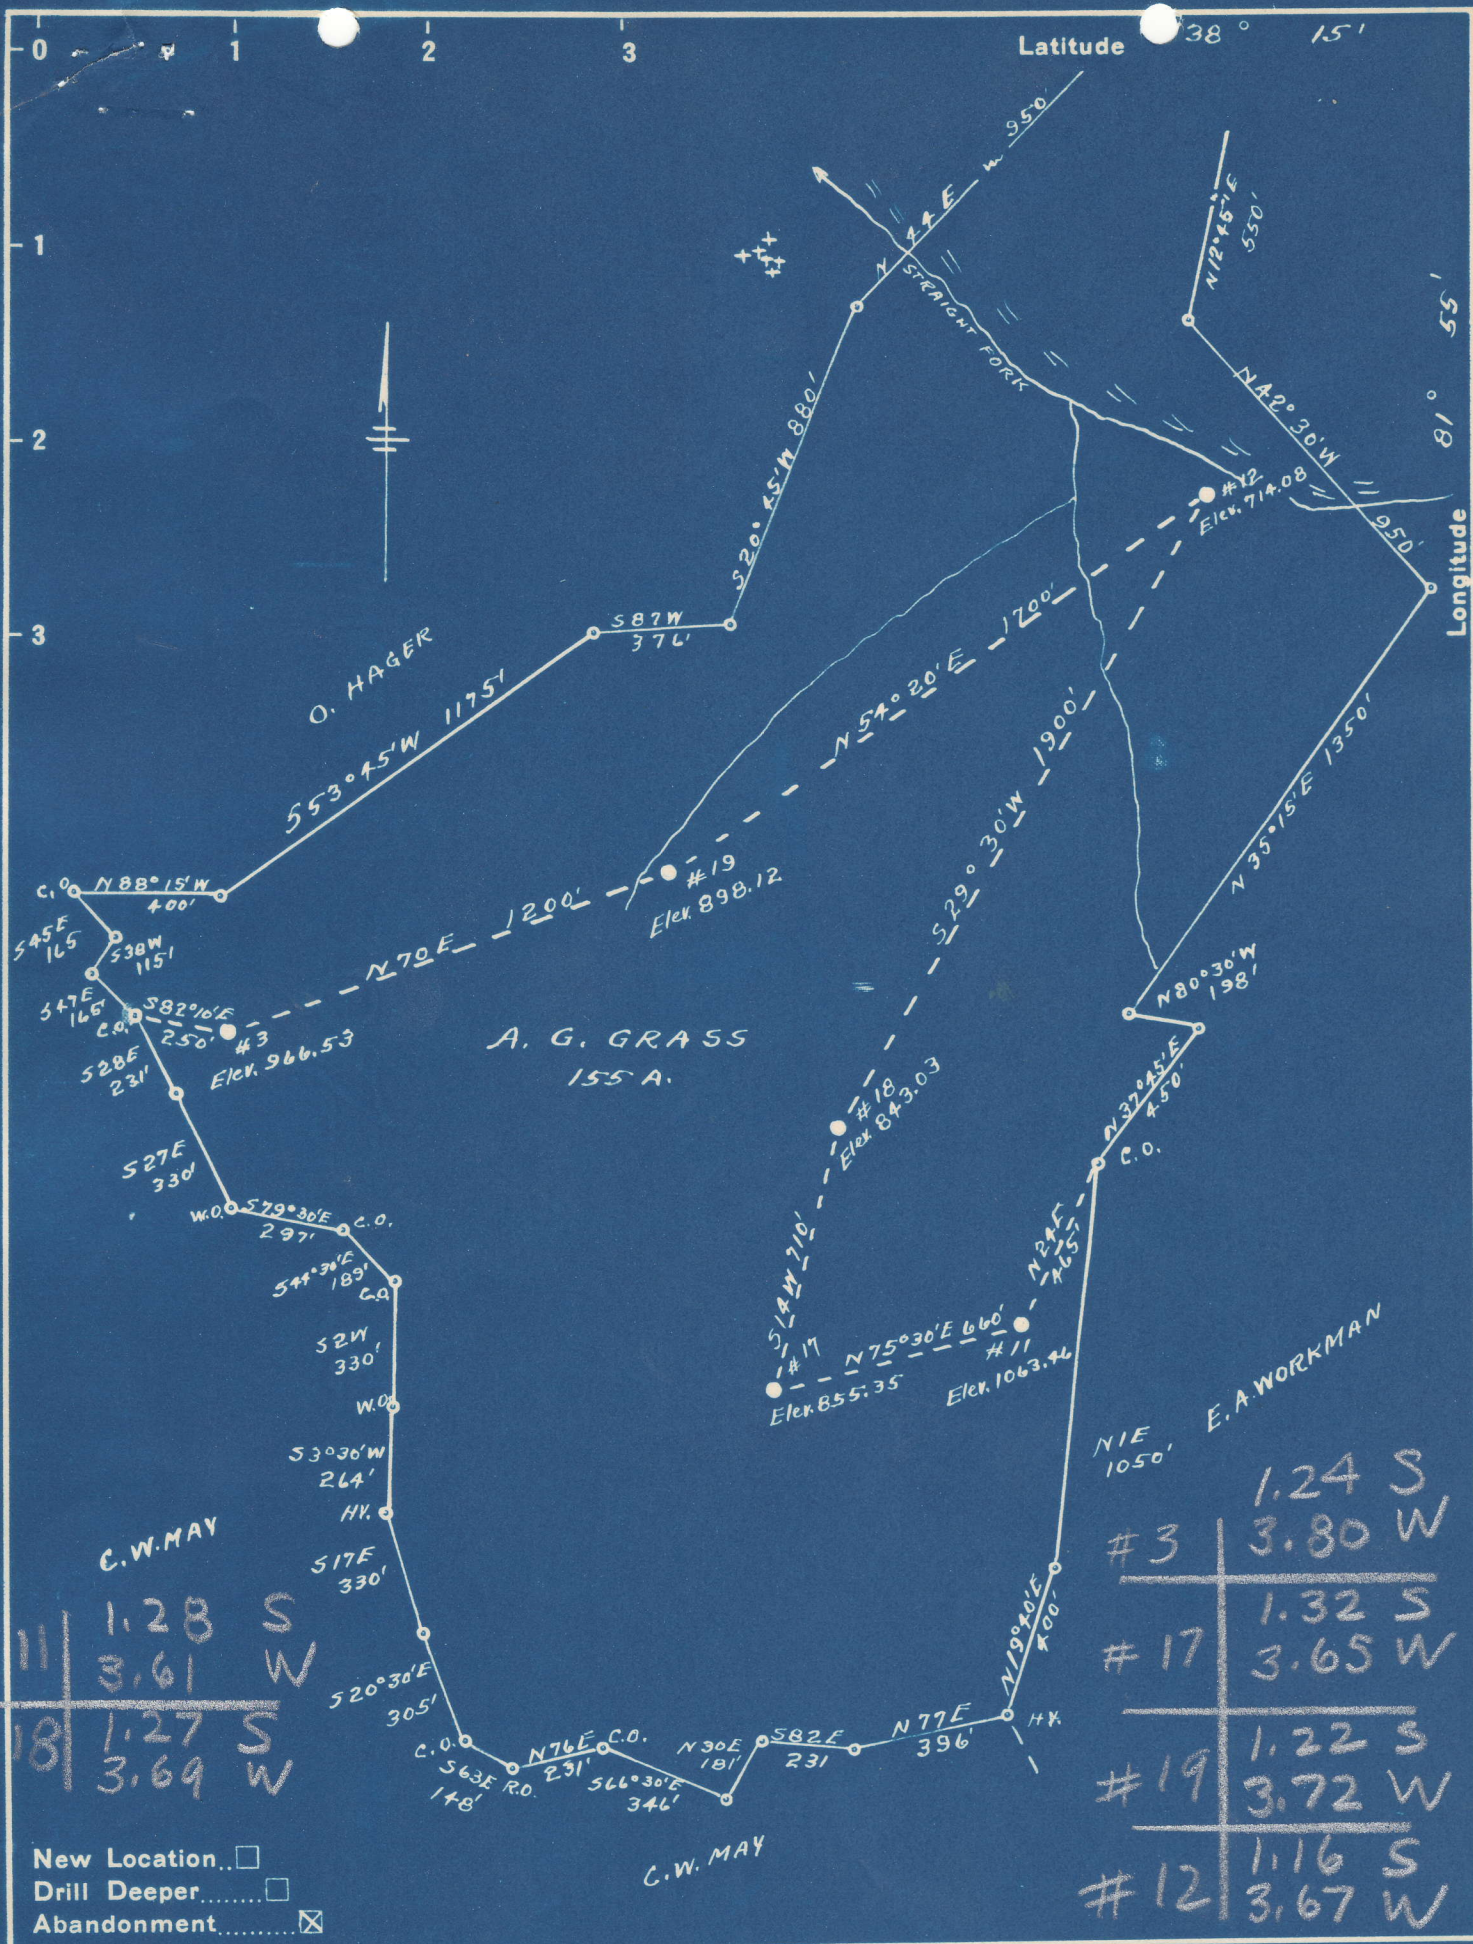 0 1 2 3
Latitude 38° 15'
1
2
3
Longitude 81° 55'
N 44 E 950'
STRAIGHT FORK
N12°45'E
550'
N42°30'W 950'
#12
Elev. 714.08
S20°45'W 880'
S87W
376'
O. HAGER
S53°45'W 1175'
N 54° 20' E 1700'
S 29° 30' W 1900'
N 35°15'E 1350'
C.O.
N88°15'W
400'
#19
Elev. 898.12
N70E 1200'
S45E
165
S38W
115'
S47E
165'
C.O.
S82°10'E
250'
#3
Elev. 966.53
N80°30'W
198'
A. G. GRASS
155 A.
S28E
231'
#18
Elev. 843.03
N 37°45'E
450'
C.O.
S27E
330'
W.O.
S79°30'E
297'
C.O.
S44°30'E
189'
C.O.
N24E
465'
S14W 710'
#17
Elev. 855.35
N75°30'E 660'
#11
Elev. 1063.46
S2W
330'
W.O.
E. A. WORKMAN
S3°30'W
264'
HY.
N1E
1050'
C.W. MAY
S17E
330'
N19°40'E
400'
S20°30'E
305'
C.O.
S63E
148'
R.O.
N76E
231'
C.O.
S66°30'E
346'
N30E
181'
S82E
231
N77E
396'
HY.
C.W. MAY
11 1.28 S
3.61 W
18 1.27 S
3.69 W
#3 1.24 S
3.80 W
#17 1.32 S
3.65 W
#19 1.22 S
3.72 W
#12 1.16 S
3.67 W
New Location..☐
Drill Deeper........☐
Abandonment..........☒